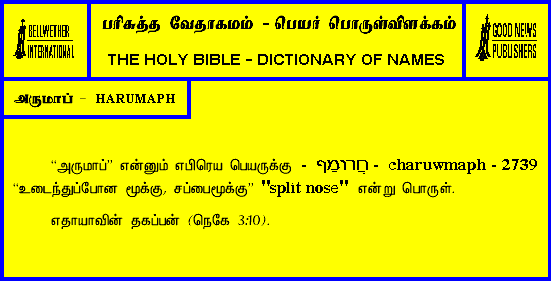 BELLWETHER
INTERNATIONAL
பரிசுத்த வேதாகமம் - பெயர் பொருள்விளக்கம்
THE HOLY BIBLE - DICTIONARY OF NAMES
GOOD NEWS
PUBLISHERS
அருமாப் - HARUMAPH
“அருமாப்” என்னும் எபிரெய பெயருக்கு - חֲרוּמַף - charuwmaph - 2739
“உடைந்துப்போன மூக்கு, சப்பைமூக்கு” "split nose" என்று பொருள்.
எதாயாவின் தகப்பன் (நெகே 3:10).